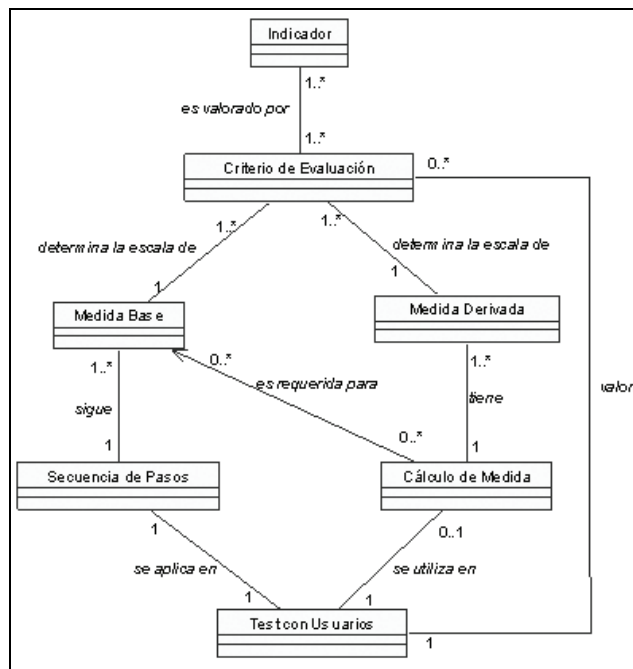 Indicador
1..*
es valorado por
1..*
Criterio de Evaluación
0..*
1..*
1..*
determina la escala de
determina la escala de
1
1
Medida Base
Medida Derivada
1..*
0..*
1..*
es requerida para
tiene
valor
sigue
0..*
1
1
Secuencia de Pasos
Cálculo de Medida
1
0..1
se aplica en
se utiliza en
1
1
Test con Usuarios
1